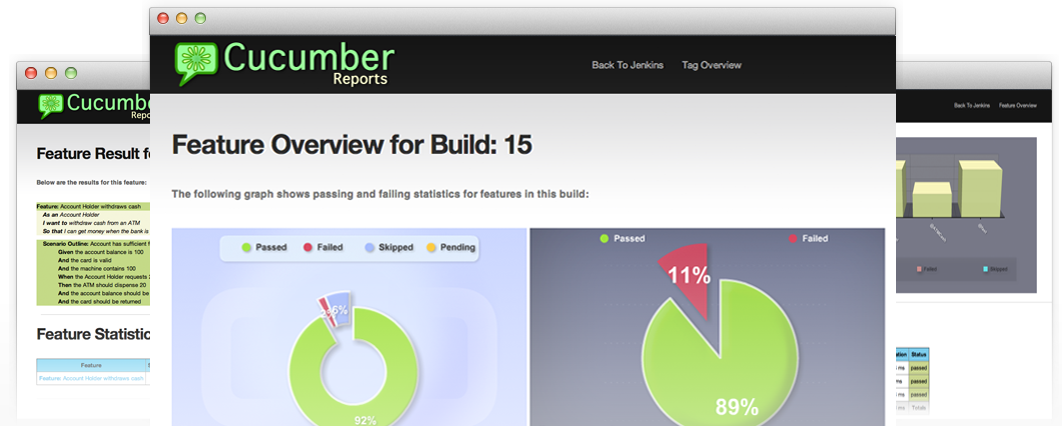 Cucumber
Reports
Back To Jenkins Tag Overview
Feature Overview for Build: 15
The following graph shows passing and failing statistics for features in this build:
Passed Failed Skipped Pending
6%
92%
Passed Failed
11%
89%
Cucumb
Repo
Feature Result f
Below are the results for this feature:
Feature: Account Holder withdraws cash
As an Account Holder
I want to withdraw cash from an ATM
So that I can get money when the bank is
Scenario Outline: Account has sufficient f
Given the account balance is 100
And the card is valid
And the machine contains 100
When the Account Holder requests
Then the ATM should dispense 20
And the account balance should be
And the card should be returned
Feature Statistic
Feature
Feature: Account Holder withdraws cash
Back To Jenkins Feature Overview
Failed Skipped
ation Status
ms passed
ms passed
ms passed
ms Totals